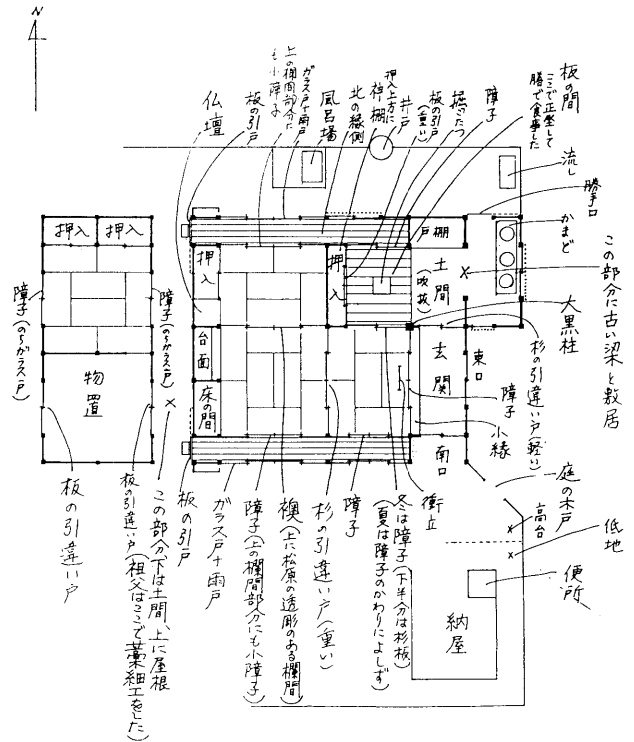 N
板の間
ここで正坐して
膳で食事した
障子
掘ごたつ
板の引戸
(重い)
井戸
押入上方に
神棚
北の縁側
風呂場
ガラス戸+雨戸
上の欄間部分に
も小障子
板の引戸
仏壇
流し
勝手口
かまど
この部分に古い梁と敷居
大黒柱
杉の引違い戸(軽い)
障子
小縁
庭の木戸
高台
低地
便所
納屋
戸棚
土間
(吹抜)
玄関
東口
南口
押入
押入
台面
床の間
押入
押入
物置
障子(のちガラス戸)
障子(のちガラス戸)
衝立
冬は障子(下半分は杉板)
(夏は障子のかわりによしず)
障子
杉の引違い戸(重い)
襖(上に松原の透彫のある欄間)
障子(上の欄間部分にも小障子)
ガラス戸+雨戸
板の引戸
この部分、下は土間、上に屋根
(祖父はここで藁細工をした)
板の引違い戸
板の引違い戸